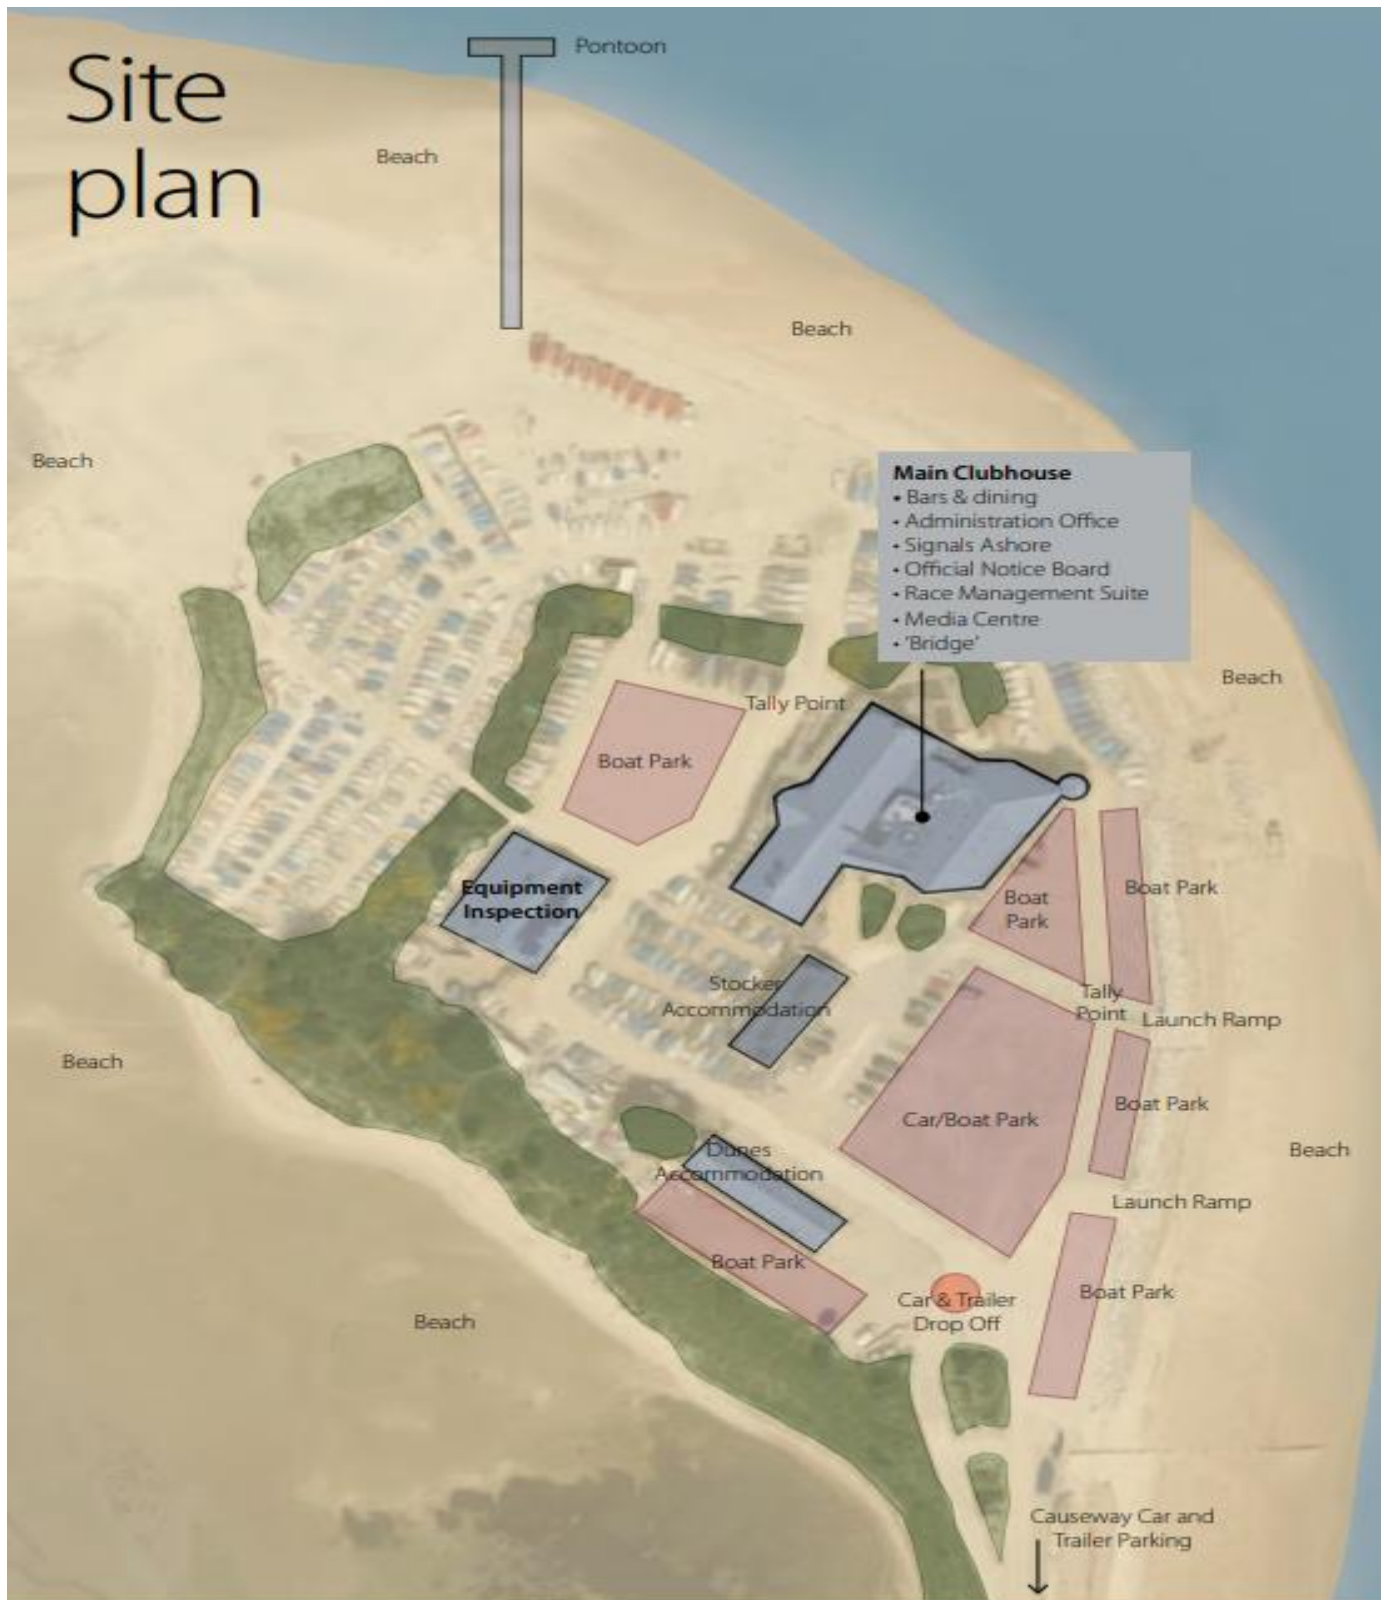 Site
plan
Pontoon
Beach
Beach
Beach
Main Clubhouse
• Bars & dining
• Administration Office
• Signals Ashore
• Official Notice Board
• Race Management Suite
• Media Centre
• 'Bridge'
Beach
Tally Point
Boat Park
Equipment
Inspection
Boat
Park
Boat Park
Stocker
Accommodation
Tally
Point
Launch Ramp
Beach
Boat Park
Car/Boat Park
Beach
Dunes
Accommodation
Launch Ramp
Boat Park
Boat Park
Car & Trailer
Drop Off
Beach
Causeway Car and
Trailer Parking